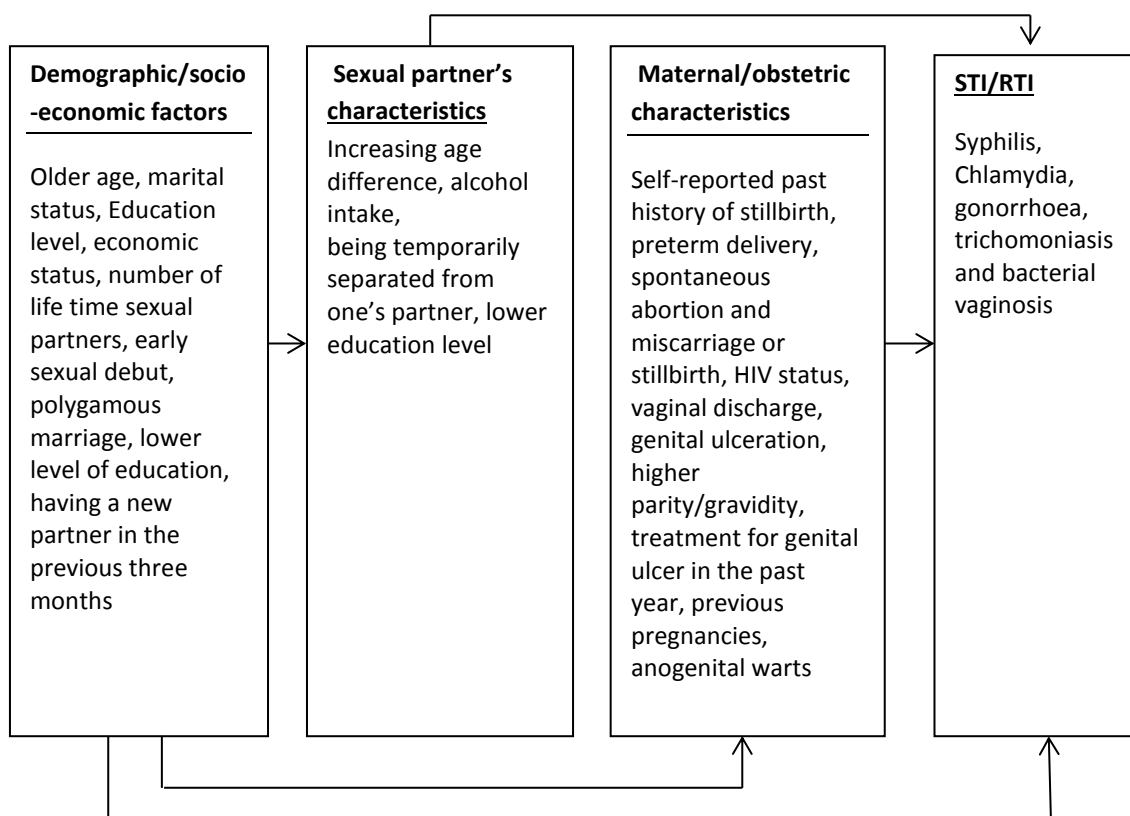 Demographic/socio
-economic factors
Older age, marital
status, Education
level, economic
status, number of
life time sexual
partners, early
sexual debut,
polygamous
marriage, lower
level of education,
having a new
partner in the
previous three
months
Sexual partner’s
characteristics
Increasing age
difference, alcohol
intake,
being temporarily
separated from
one’s partner, lower
education level
Maternal/obstetric
characteristics
Self-reported past
history of stillbirth,
preterm delivery,
spontaneous
abortion and
miscarriage or
stillbirth, HIV status,
vaginal discharge,
genital ulceration,
higher
parity/gravidity,
treatment for genital
ulcer in the past
year, previous
pregnancies,
anogenital warts
STI/RTI
Syphilis,
Chlamydia,
gonorrhoea,
trichomoniasis
and bacterial
vaginosis